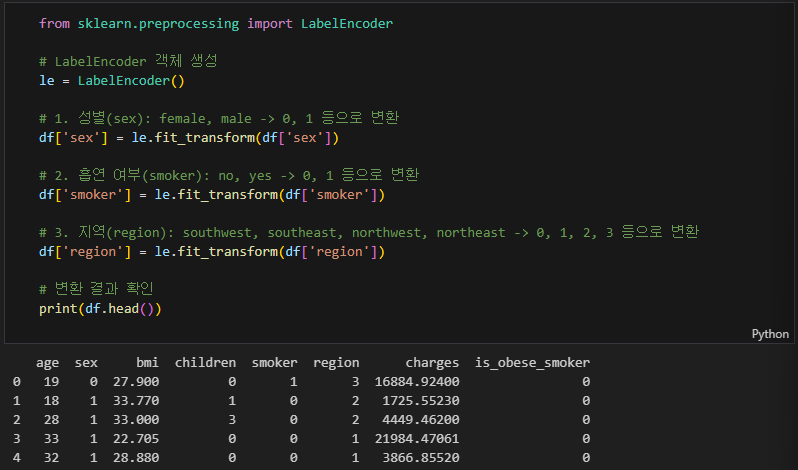 from sklearn.preprocessing import LabelEncoder
# LabelEncoder 객체 생성
le = LabelEncoder()
# 1. 성별(sex): female, male -> 0, 1 등으로 변환
df['sex'] = le.fit_transform(df['sex'])
# 2. 흡연 여부(smoker): no, yes -> 0, 1 등으로 변환
df['smoker'] = le.fit_transform(df['smoker'])
# 3. 지역(region): southwest, southeast, northwest, northeast -> 0, 1, 2, 3 등으로 변환
df['region'] = le.fit_transform(df['region'])
# 변환 결과 확인
print(df.head())
Python
age sex bmi children smoker region charges is_obese_smoker
0 19 0 27.900 0 1 3 16884.92400 0
1 18 1 33.770 1 0 2 1725.55230 0
2 28 1 33.000 3 0 2 4449.46200 0
3 33 1 22.705 0 0 1 21984.47061 0
4 32 1 28.880 0 0 1 3866.85520 0